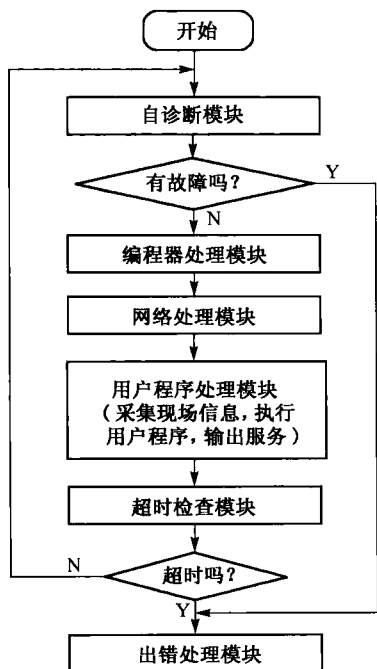 开始
自诊断模块
有故障吗?
Y
N
编程器处理模块
网络处理模块
用户程序处理模块
(采集现场信息,执行
用户程序,输出服务)
超时检查模块
N
超时吗?
Y
出错处理模块